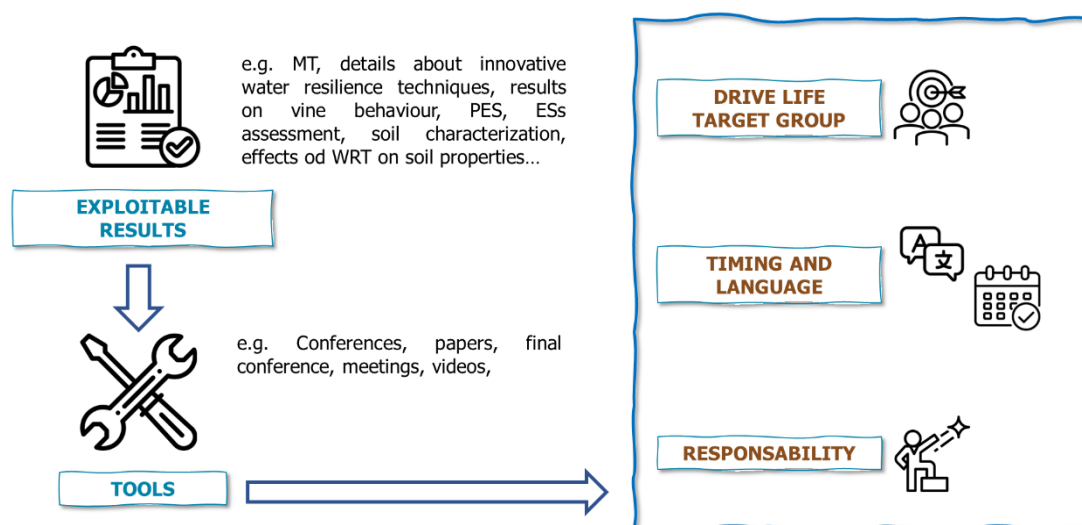 e.g. MT, details about innovative
water resilience techniques, results
on vine behaviour, PES, ESs
assessment, soil characterization,
effects od WRT on soil properties...
EXPLOITABLE
RESULTS
e.g. Conferences, papers, final
conference, meetings, videos,
TOOLS
DRIVE LIFE
TARGET GROUP
TIMING AND
LANGUAGE
A
文
RESPONSABILITY